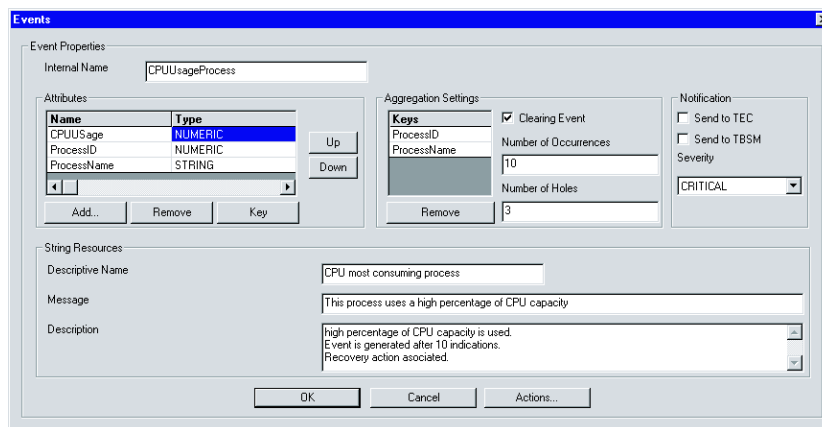 Events
Event Properties
Internal Name CPUUsageProcess
Attributes Aggregation Settings Notification
Name Type Keys Clearing Event Send to TEC
CPUUSage NUMERIC ProcessID Send to TBSM
ProcessID NUMERIC Up ProcessName Number of Occurrences Severity
ProcessName STRING Down 10
Number of Holes CRITICAL
Add... Remove Key Remove 3
String Resources
Descriptive Name CPU most consuming process
Message This process uses a high percentage of CPU capacity
Description high percentage of CPU capacity is used.
Event is generated after 10 indications.
Recovery action asociated.
OK Cancel Actions...